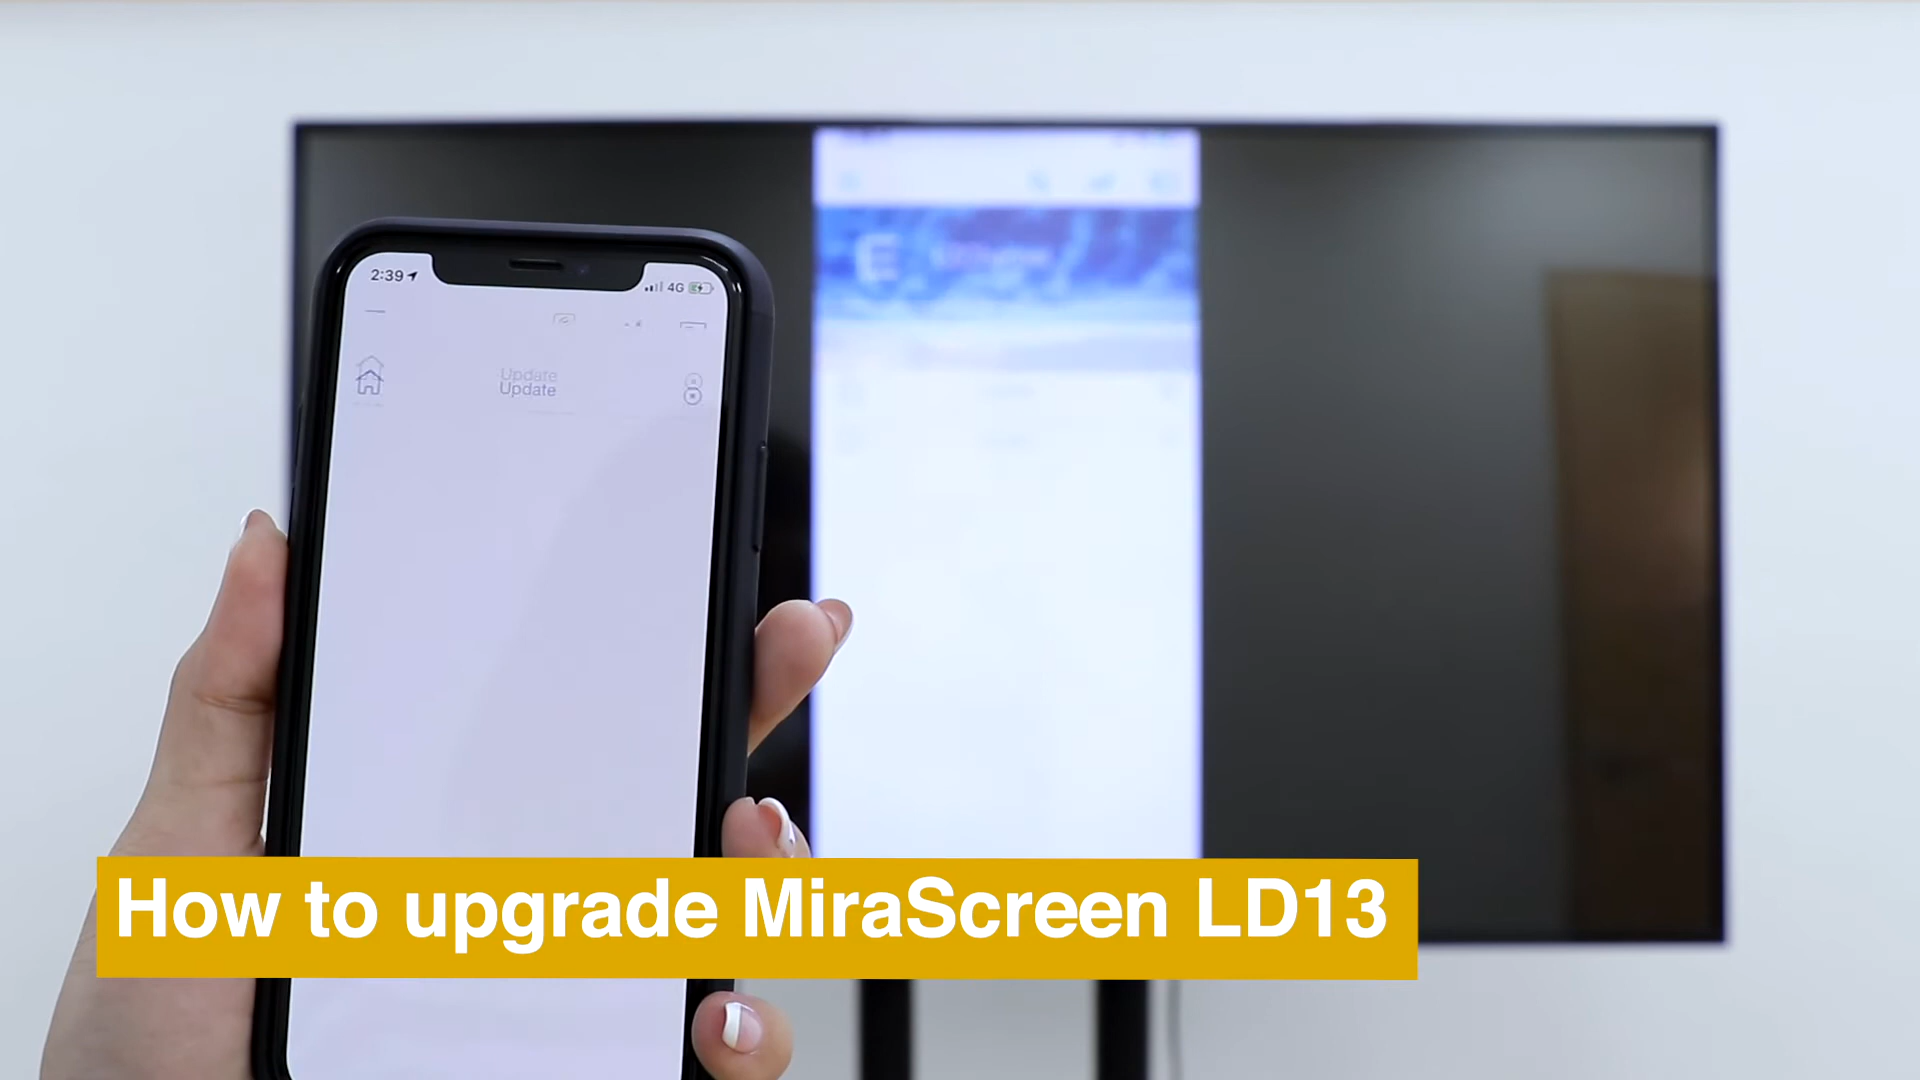 2:39
4G
Update
Update
E
How to upgrade MiraScreen LD13